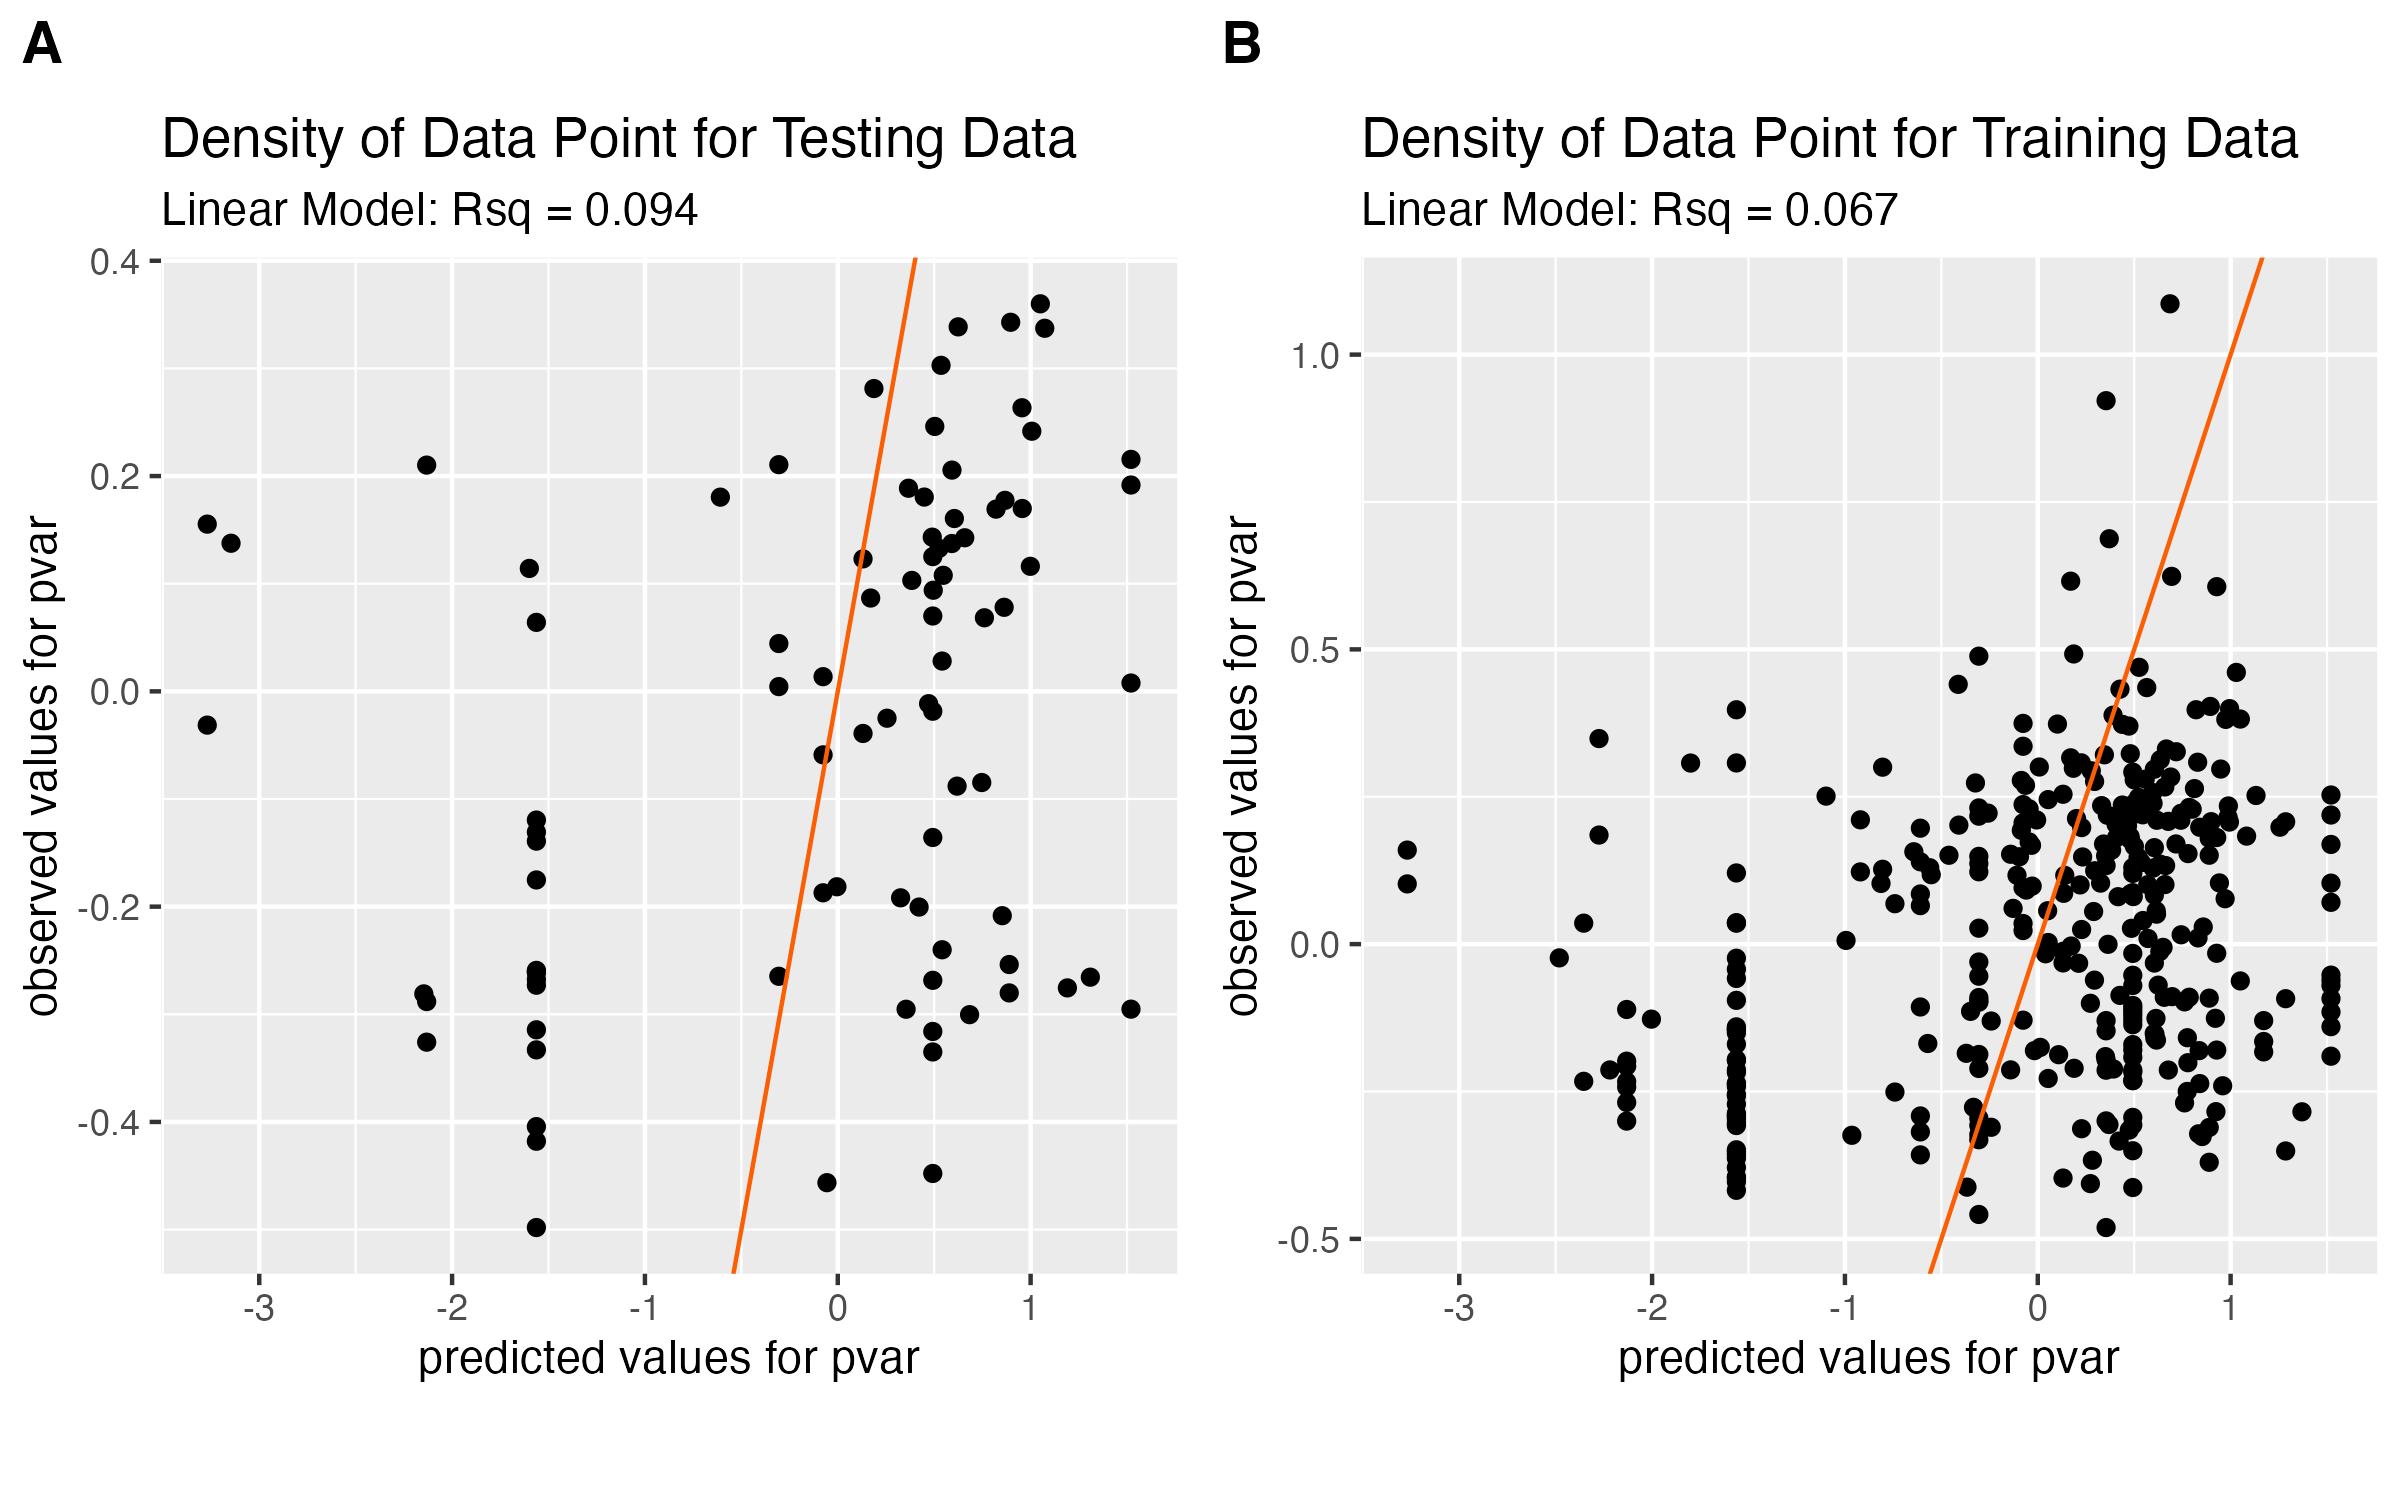 A
Density of Data Point for Testing Data
Linear Model: Rsq = 0.094
0.4
0.2
0.0
-0.2
-0.4
observed values for pvar
-3
-2
-1
0
1
predicted values for pvar
B
Density of Data Point for Training Data
Linear Model: Rsq = 0.067
1.0
0.5
0.0
-0.5
observed values for pvar
-3
-2
-1
0
1
predicted values for pvar